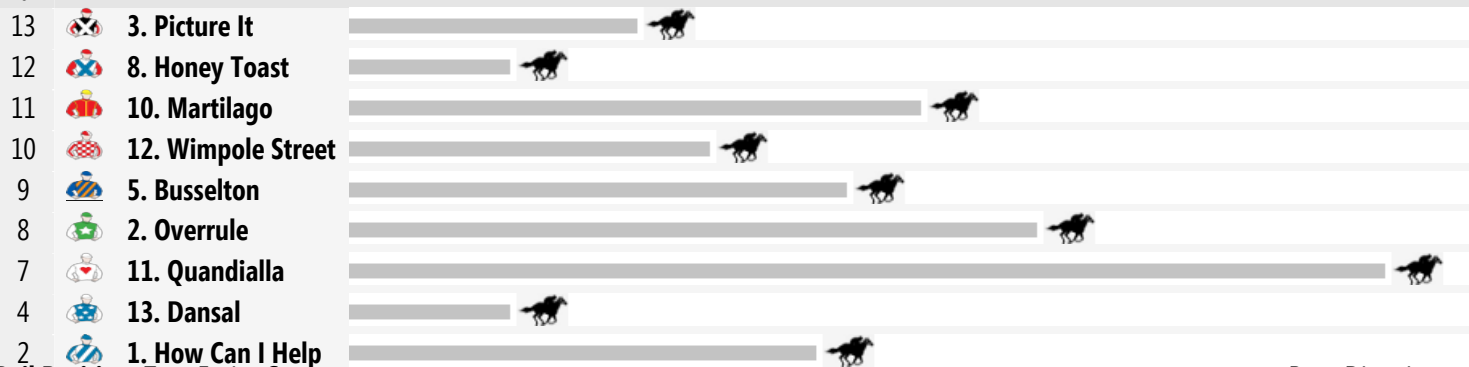 13 3. Picture It
12 8. Honey Toast
11 10. Martilago
10 12. Wimpole Street
9 5. Busselton
8 2. Overrule
7 11. Quandialla
4 13. Dansal
2 1. How Can I Help